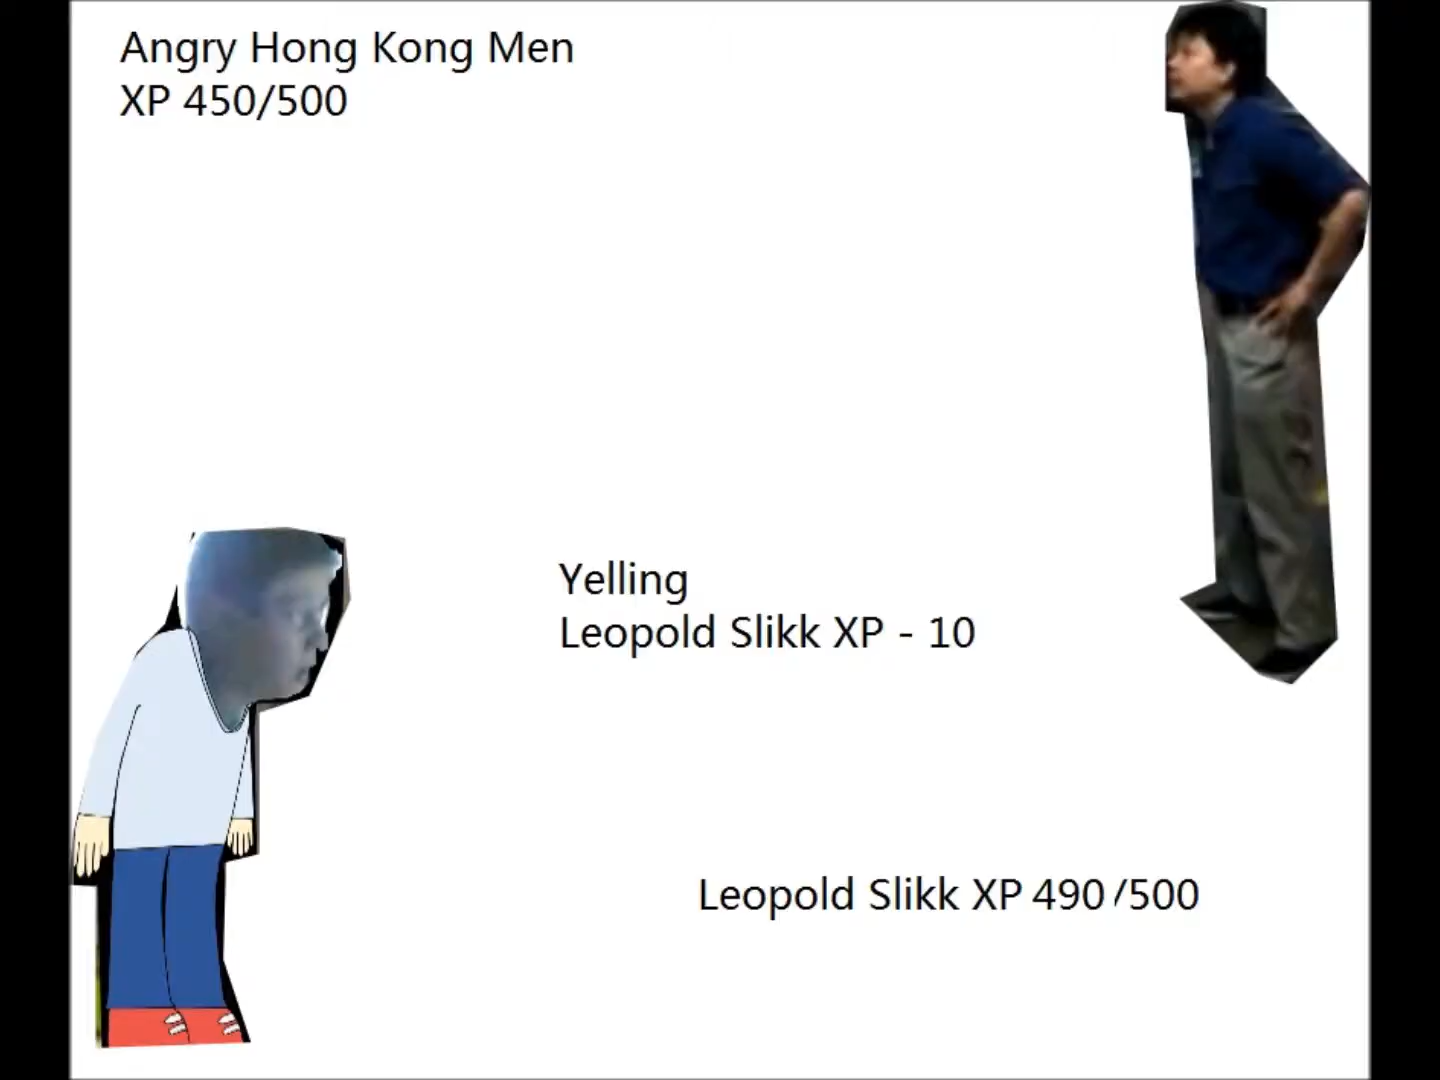 Angry Hong Kong Men
XP 450/500
Yelling
Leopold Slikk XP - 10
Leopold Slikk XP 490 /500